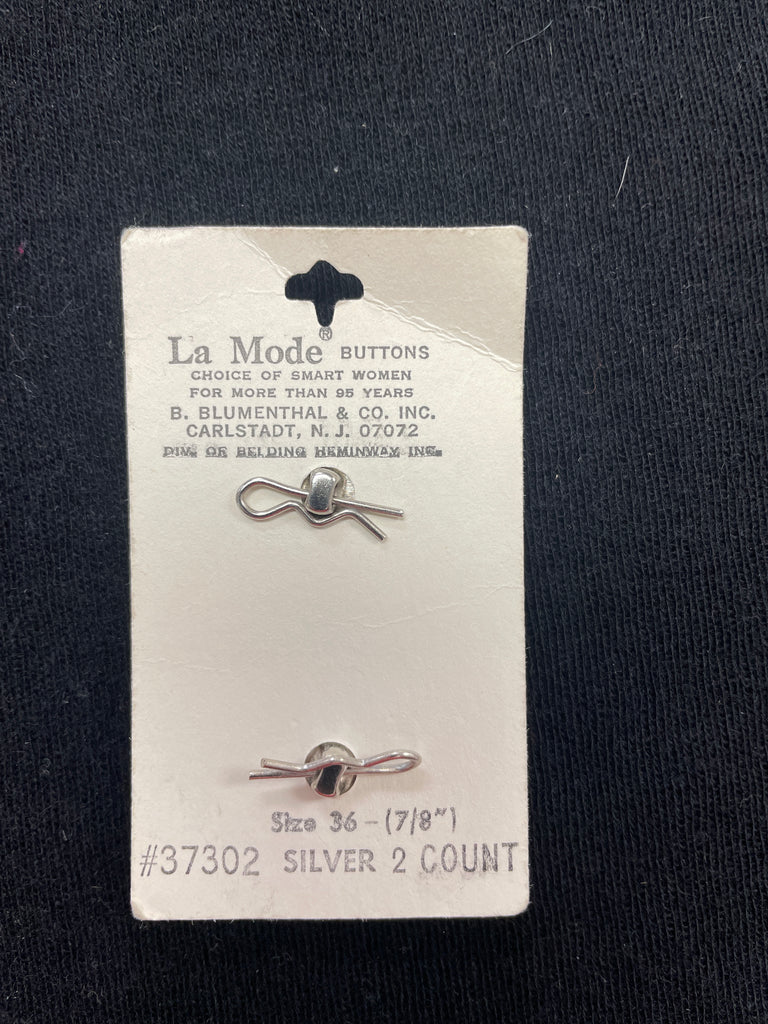 La Mode® BUTTONS
CHOICE OF SMART WOMEN
FOR MORE THAN 95 YEARS
B. BLUMENTHAL & CO. INC.
CARLSTADT, N. J. 07072
DIV. OF BELDING HEMINWAY INC.
Size 36 - (7/8")
#37302 SILVER 2 COUNT